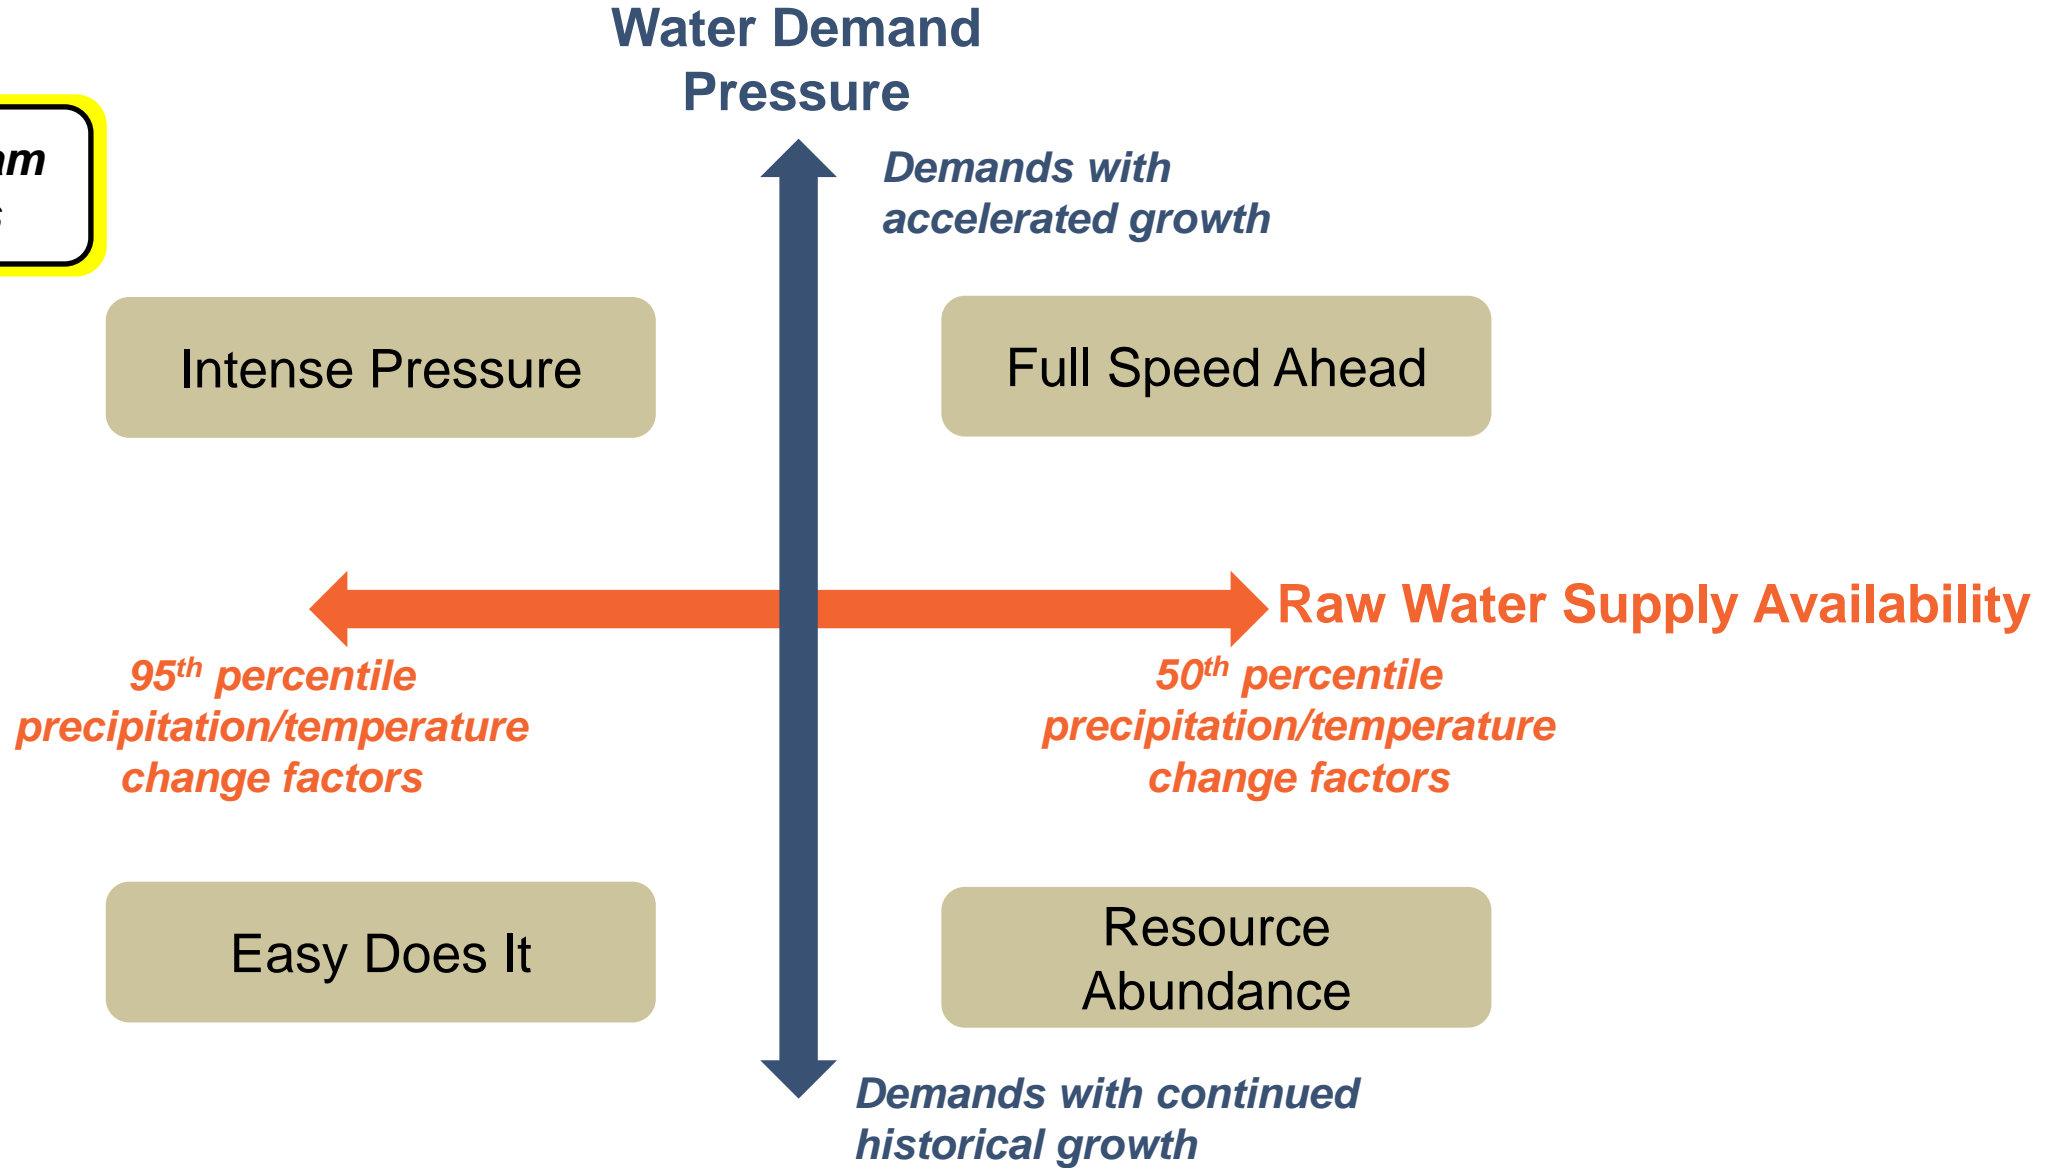 Water Demand
Pressure
Demands with
accelerated growth
Intense Pressure
Full Speed Ahead
Raw Water Supply Availability
95th percentile
precipitation/temperature
change factors
50th percentile
precipitation/temperature
change factors
Easy Does It
Resource
Abundance
Demands with continued
historical growth